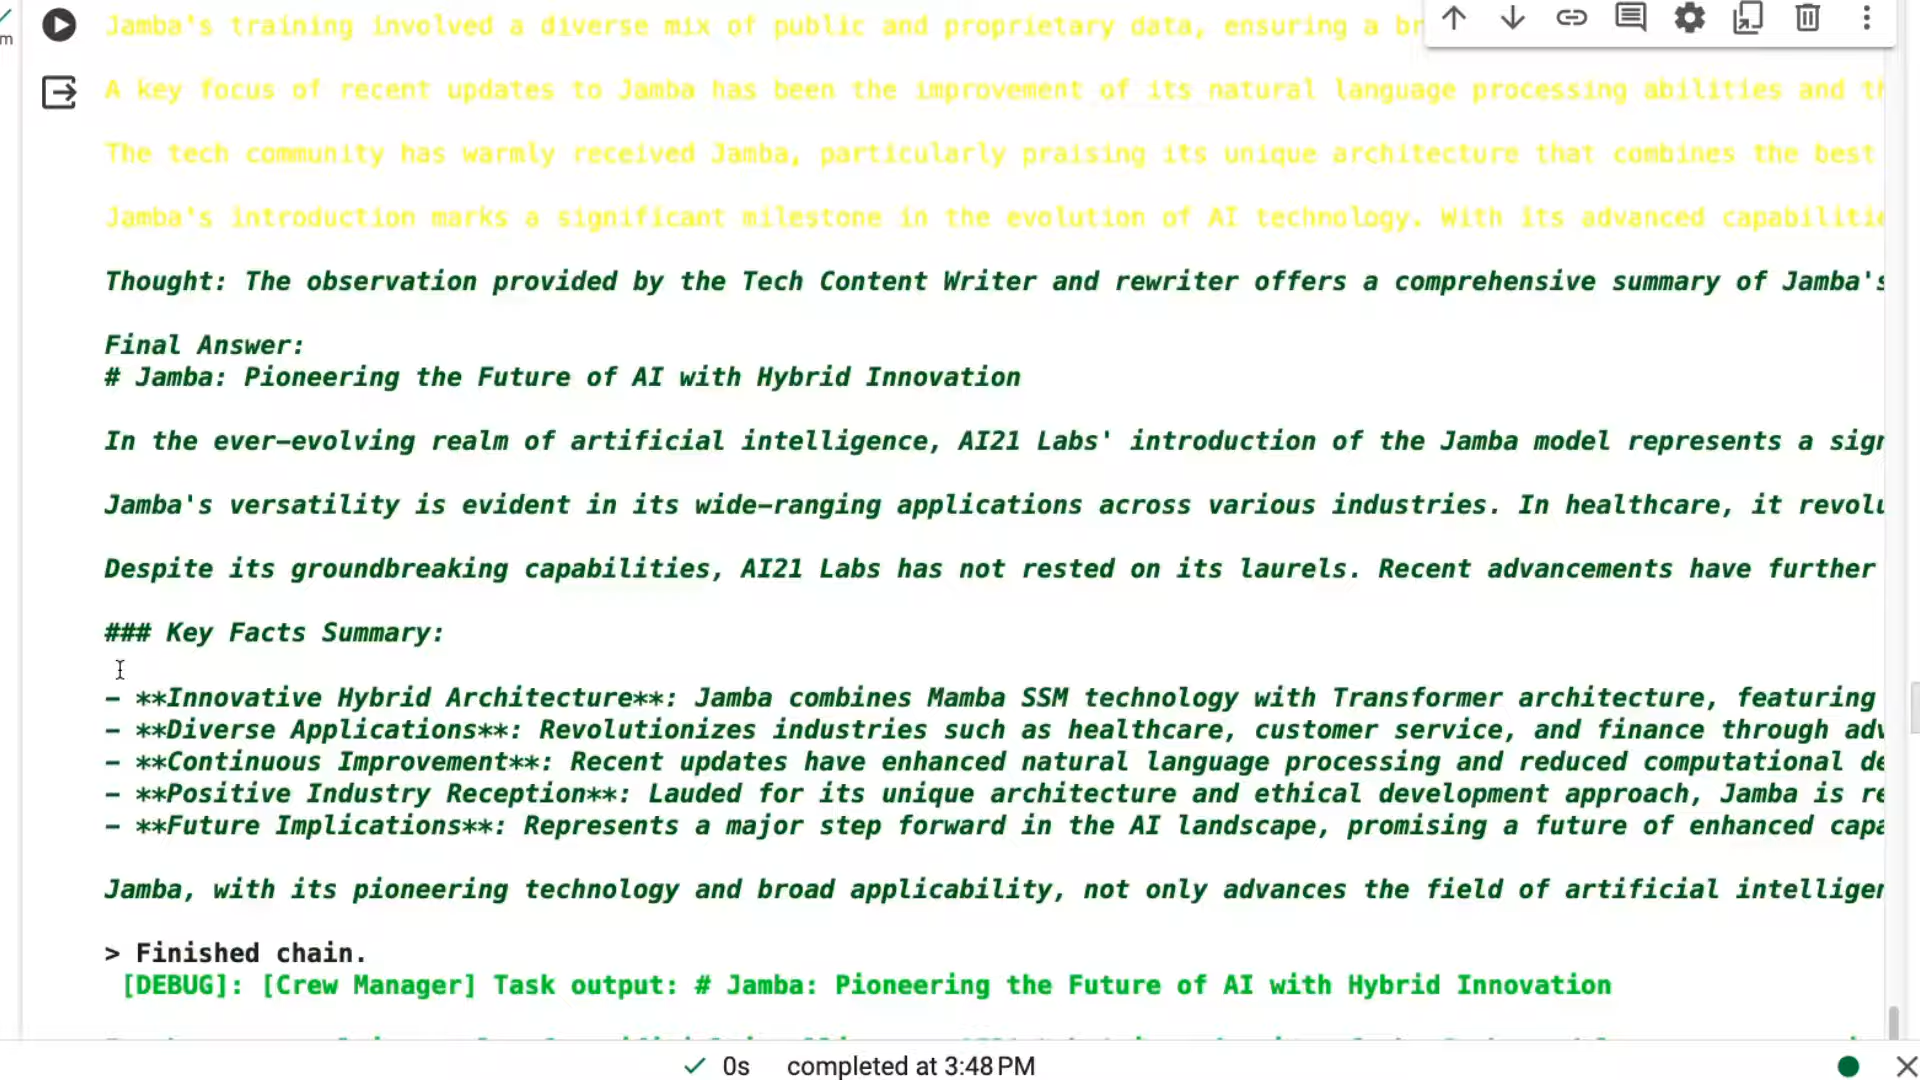 Jamba's training involved a diverse mix of public and proprietary data, ensuring a br
m
A key focus of recent updates to Jamba has been the improvement of its natural language processing abilities and th
The tech community has warmly received Jamba, particularly praising its unique architecture that combines the best
Jamba's introduction marks a significant milestone in the evolution of AI technology. With its advanced capabilitie
Thought: The observation provided by the Tech Content Writer and rewriter offers a comprehensive summary of Jamba's
Final Answer:
# Jamba: Pioneering the Future of AI with Hybrid Innovation
In the ever-evolving realm of artificial intelligence, AI21 Labs' introduction of the Jamba model represents a sign
Jamba's versatility is evident in its wide-ranging applications across various industries. In healthcare, it revolu
Despite its groundbreaking capabilities, AI21 Labs has not rested on its laurels. Recent advancements have further
### Key Facts Summary:
- **Innovative Hybrid Architecture**: Jamba combines Mamba SSM technology with Transformer architecture, featuring
- **Diverse Applications**: Revolutionizes industries such as healthcare, customer service, and finance through adv
- **Continuous Improvement**: Recent updates have enhanced natural language processing and reduced computational de
- **Positive Industry Reception**: Lauded for its unique architecture and ethical development approach, Jamba is re
- **Future Implications**: Represents a major step forward in the AI landscape, promising a future of enhanced capa
Jamba, with its pioneering technology and broad applicability, not only advances the field of artificial intelligen
> Finished chain.
[DEBUG]: [Crew Manager] Task output: # Jamba: Pioneering the Future of AI with Hybrid Innovation
0s completed at 3:48 PM